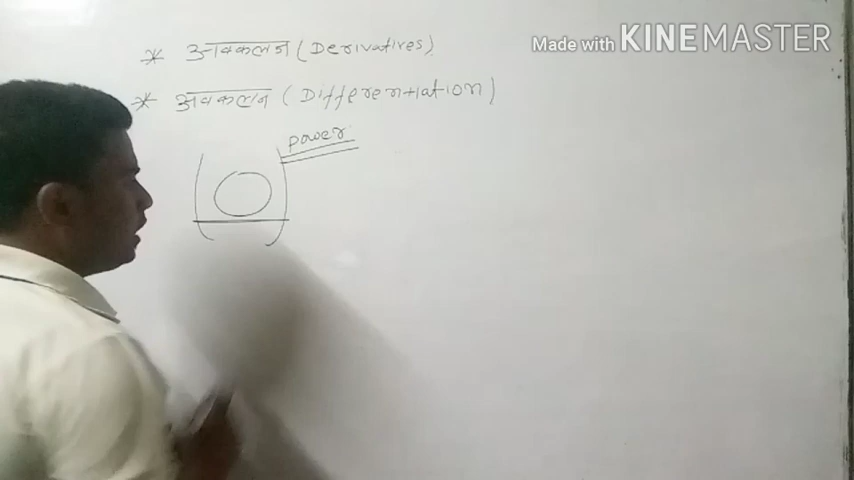 Made with KINEMASTER
* अवकलन (Derivatives)
* अवकलन (Differentiation)
power